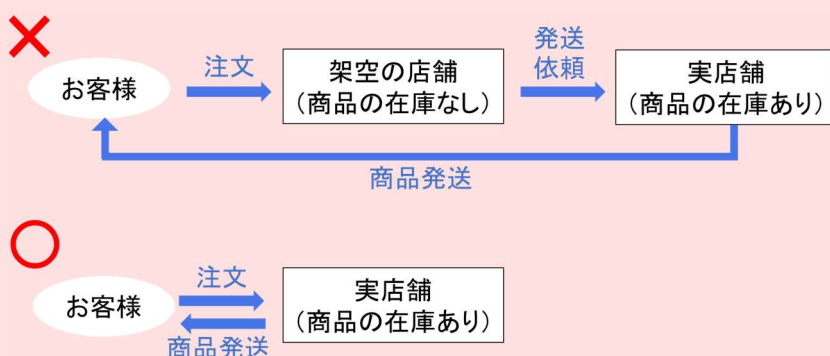 お客様
注文
架空の店舗
(商品の在庫なし)
発送
依頼
実店舗
(商品の在庫あり)
商品発送
お客様
注文
商品発送
実店舗
(商品の在庫あり)